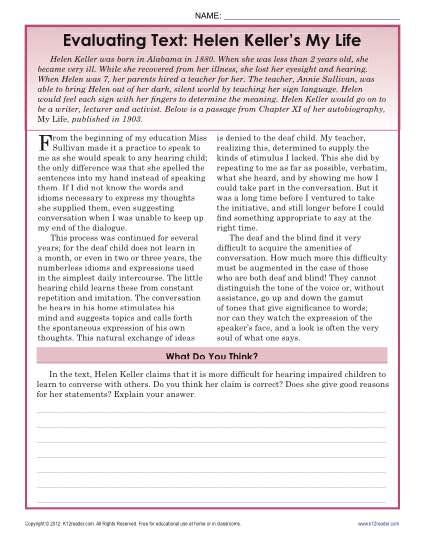 NAME:
Evaluating Text: Helen Keller's My Life
Helen Keller was born in Alabama in 1880. When she was less than 2 years old, she
became very ill. While she recovered from her illness, she lost her eyesight and hearing.
When Helen was 7, her parents hired a teacher for her. The teacher, Annie Sullivan, was
able to bring Helen out of her dark, silent world by teaching her sign language. Helen
would feel each sign with her fingers to determine the meaning. Helen Keller would go on to
be a writer, lecturer and activist. Below is a passage from Chapter XI of her autobiography,
My Life, published in 1903.
From the beginning of my education Miss
Sullivan made it a practice to speak to
me as she would speak to any hearing child;
the only difference was that she spelled the
sentences into my hand instead of speaking
them. If I did not know the words and
idioms necessary to express my thoughts
she supplied them, even suggesting
conversation when I was unable to keep up
my end of the dialogue.
This process was continued for several
years; for the deaf child does not learn in
a month, or even in two or three years, the
numberless idioms and expressions used
in the simplest daily intercourse. The little
hearing child learns these from constant
repetition and imitation. The conversation
he hears in his home stimulates his
mind and suggests topics and calls forth
the spontaneous expression of his own
thoughts. This natural exchange of ideas
is denied to the deaf child. My teacher,
realizing this, determined to supply the
kinds of stimulus I lacked. This she did by
repeating to me as far as possible, verbatim,
what she heard, and by showing me how I
could take part in the conversation. But it
was a long time before I ventured to take
the initiative, and still longer before I could
find something appropriate to say at the
right time.
The deaf and the blind find it very
difficult to acquire the amenities of
conversation. How much more this difficulty
must be augmented in the case of those
who are both deaf and blind! They cannot
distinguish the tone of the voice or, without
assistance, go up and down the gamut
of tones that give significance to words;
nor can they watch the expression of the
speaker's face, and a look is often the very
soul of what one says.
What Do You Think?
In the text, Helen Keller claims that it is more difficult for hearing impaired children to
learn to converse with others. Do you think her claim is correct? Does she give good reasons
for her statements? Explain your answer.
Copyright © 2012 K12reader.com. All Rights Reserved. Free for educational use at home or in classrooms.
www.k12reader.com